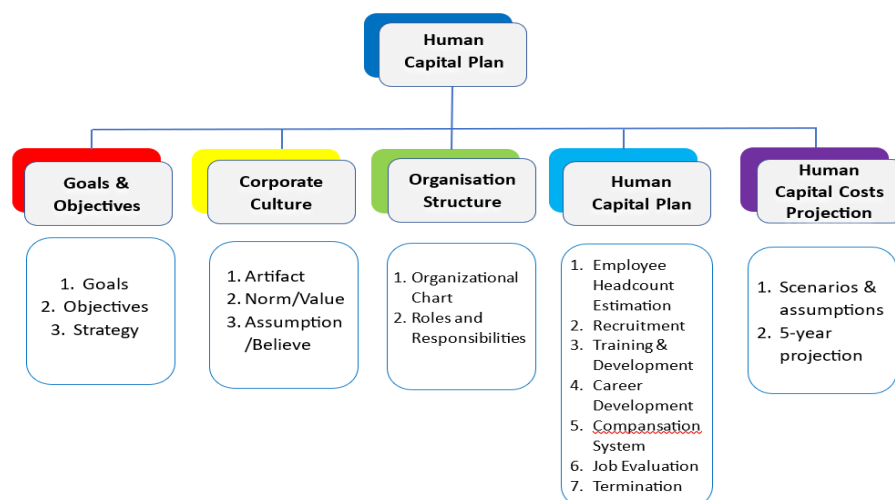 Human
Capital Plan
Goals &
Objectives
Corporate
Culture
Organisation
Structure
Human
Capital Plan
Human
Capital Costs
Projection
1. Goals
2. Objectives
3. Strategy
1. Artifact
2. Norm/Value
3. Assumption
/Believe
1. Organizational
Chart
2. Roles and
Responsibilities
1. Employee
Headcount
Estimation
2. Recruitment
3. Training &
Development
4. Career
Development
5. Compansation
System
6. Job Evaluation
7. Termination
1. Scenarios &
assumptions
2. 5-year
projection